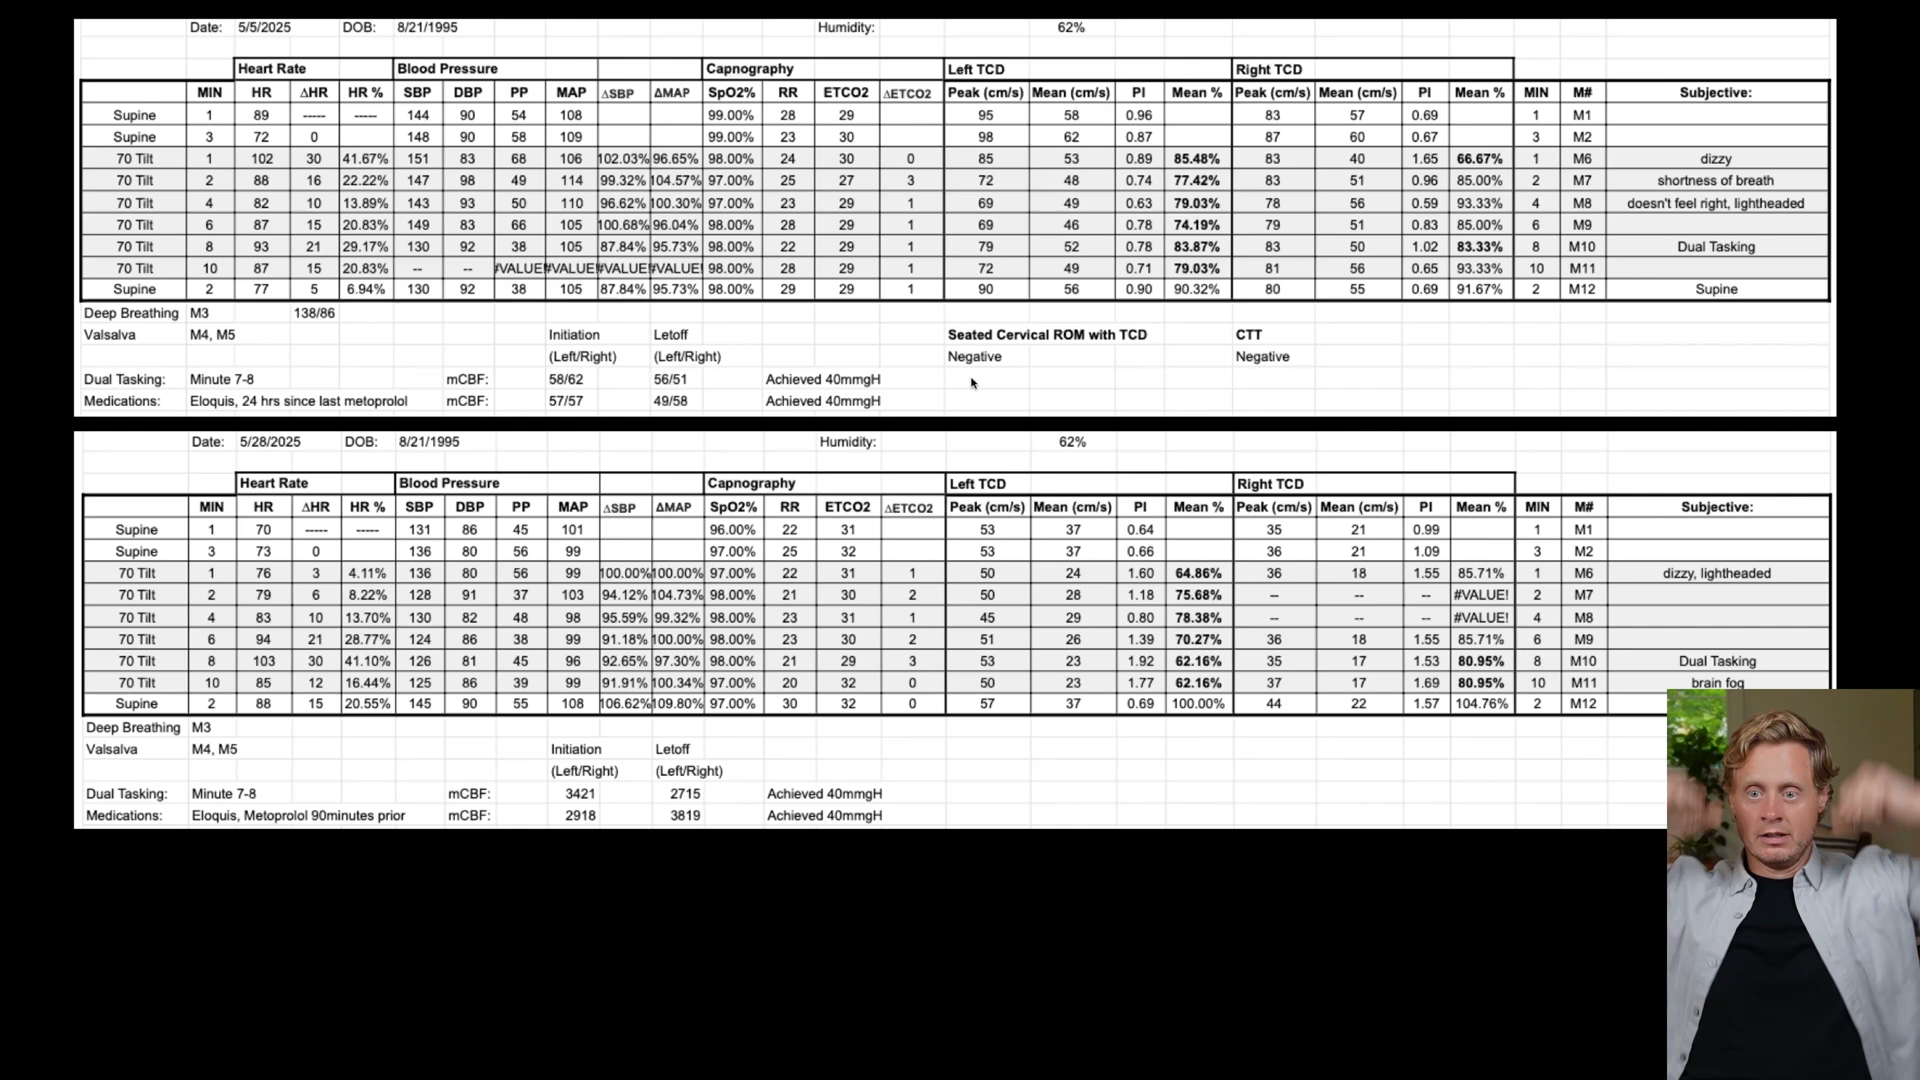 Date: 5/5/2025 DOB: 8/21/1995 Humidity: 62%
Heart Rate Blood Pressure Capnography Left TCD Right TCD
MIN HR ΔHR HR % SBP DBP PP MAP ΔSBP ΔMAP SpO2% RR ETCO2 ΔETCO2 Peak (cm/s) Mean (cm/s) PI Mean % Peak (cm/s) Mean (cm/s) PI Mean % MIN M# Subjective:
Supine 1 89 ----- ----- 144 90 54 108 99.00% 28 29 95 58 0.96 83 57 0.69 1 M1
Supine 3 72 0 148 90 58 109 99.00% 23 30 98 62 0.87 87 60 0.67 3 M2
70 Tilt 1 102 30 41.67% 151 83 68 106 102.03% 96.65% 98.00% 24 30 0 85 53 0.89 85.48% 83 40 1.65 66.67% 1 M6 dizzy
70 Tilt 2 88 16 22.22% 147 98 49 114 99.32% 104.57% 97.00% 25 27 3 72 48 0.74 77.42% 83 51 0.96 85.00% 2 M7 shortness of breath
70 Tilt 4 82 10 13.89% 143 93 50 110 96.62% 100.30% 97.00% 23 29 1 69 49 0.63 79.03% 78 56 0.59 93.33% 4 M8 doesn't feel right, lightheaded
70 Tilt 6 87 15 20.83% 149 83 66 105 100.68% 96.04% 98.00% 28 29 1 69 46 0.78 74.19% 79 51 0.83 85.00% 6 M9
70 Tilt 8 93 21 29.17% 130 92 38 105 87.84% 95.73% 98.00% 22 29 1 79 52 0.78 83.87% 83 50 1.02 83.33% 8 M10 Dual Tasking
70 Tilt 10 87 15 20.83% -- -- #VALUE! #VALUE! #VALUE! #VALUE! 98.00% 28 29 1 72 49 0.71 79.03% 81 56 0.65 93.33% 10 M11
Supine 2 77 5 6.94% 130 92 38 105 87.84% 95.73% 98.00% 29 29 1 90 56 0.90 90.32% 80 55 0.69 91.67% 2 M12 Supine
Deep Breathing M3 138/86
Valsalva M4, M5 Initiation Letoff Seated Cervical ROM with TCD CTT
(Left/Right) (Left/Right) Negative Negative
Dual Tasking: Minute 7-8 mCBF: 58/62 56/51 Achieved 40mmgH
Medications: Eloquis, 24 hrs since last metoprolol mCBF: 57/57 49/58 Achieved 40mmgH
Date: 5/28/2025 DOB: 8/21/1995 Humidity: 62%
Heart Rate Blood Pressure Capnography Left TCD Right TCD
MIN HR ΔHR HR % SBP DBP PP MAP ΔSBP ΔMAP SpO2% RR ETCO2 ΔETCO2 Peak (cm/s) Mean (cm/s) PI Mean % Peak (cm/s) Mean (cm/s) PI Mean % MIN M# Subjective:
Supine 1 70 ----- ----- 131 86 45 101 96.00% 22 31 53 37 0.64 35 21 0.99 1 M1
Supine 3 73 0 136 80 56 99 97.00% 25 32 53 37 0.66 36 21 1.09 3 M2
70 Tilt 1 76 3 4.11% 136 80 56 99 100.00% 100.00% 97.00% 22 31 1 50 24 1.60 64.86% 36 18 1.55 85.71% 1 M6 dizzy, lightheaded
70 Tilt 2 79 6 8.22% 128 91 37 103 94.12% 104.73% 98.00% 21 30 2 50 28 1.18 75.68% -- -- -- #VALUE! 2 M7
70 Tilt 4 83 10 13.70% 130 82 48 98 95.59% 99.32% 98.00% 23 31 1 45 29 0.80 78.38% -- -- -- #VALUE! 4 M8
70 Tilt 6 94 21 28.77% 124 86 38 99 91.18% 100.00% 98.00% 23 30 2 51 26 1.39 70.27% 36 18 1.55 85.71% 6 M9
70 Tilt 8 103 30 41.10% 126 81 45 96 92.65% 97.30% 98.00% 21 29 3 53 23 1.92 62.16% 35 17 1.53 80.95% 8 M10 Dual Tasking
70 Tilt 10 85 12 16.44% 125 86 39 99 91.91% 100.34% 97.00% 20 32 0 50 23 1.77 62.16% 37 17 1.69 80.95% 10 M11 brain fog
Supine 2 88 15 20.55% 145 90 55 108 106.62% 109.80% 97.00% 30 32 0 57 37 0.69 100.00% 44 22 1.57 104.76% 2 M12
Deep Breathing M3
Valsalva M4, M5 Initiation Letoff
(Left/Right) (Left/Right)
Dual Tasking: Minute 7-8 mCBF: 3421 2715 Achieved 40mmgH
Medications: Eloquis, Metoprolol 90minutes prior mCBF: 2918 3819 Achieved 40mmgH